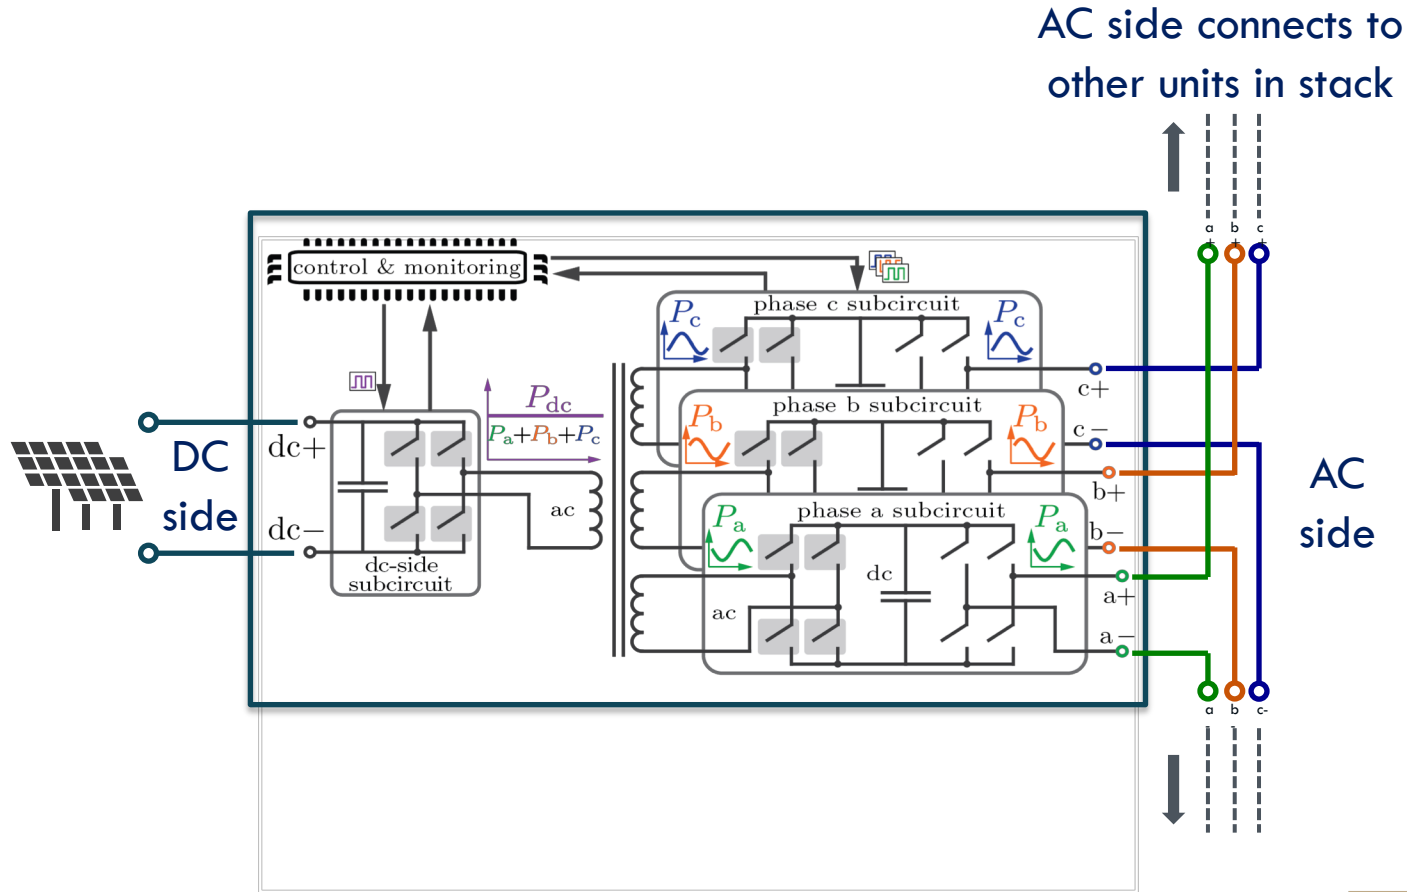 AC side connects to
other units in stack
a+
b+
c+
control & monitoring
phase c subcircuit
Pc
Pc
c+
phase b subcircuit
Pb
Pb
c−
b+
Pdc
Pa+Pb+Pc
dc+
DC
side
dc−
ac
dc-side
subcircuit
phase a subcircuit
Pa
Pa
dc
ac
b−
a+
a−
AC
side
a
b
c-